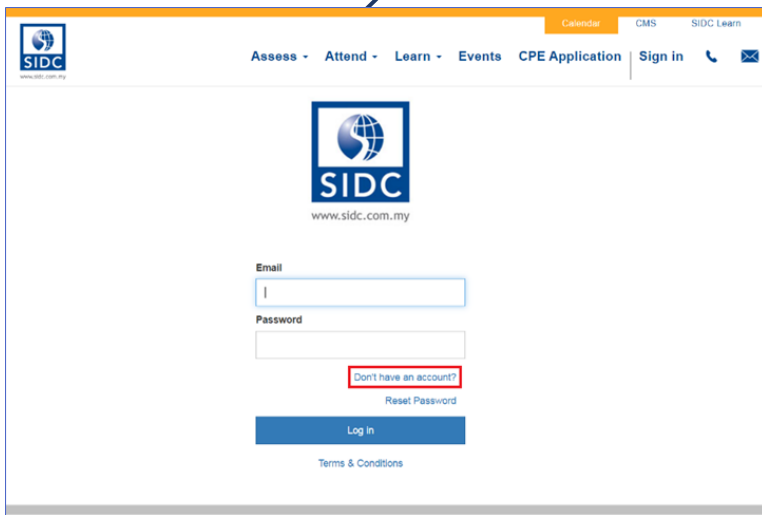 Calendar CMS SIDC Learn
SIDC
www.sidc.com.my
Assess Attend Learn Events CPE Application Sign in
SIDC
www.sidc.com.my
Email
Password
Don't have an account?
Reset Password
Log in
Terms & Conditions